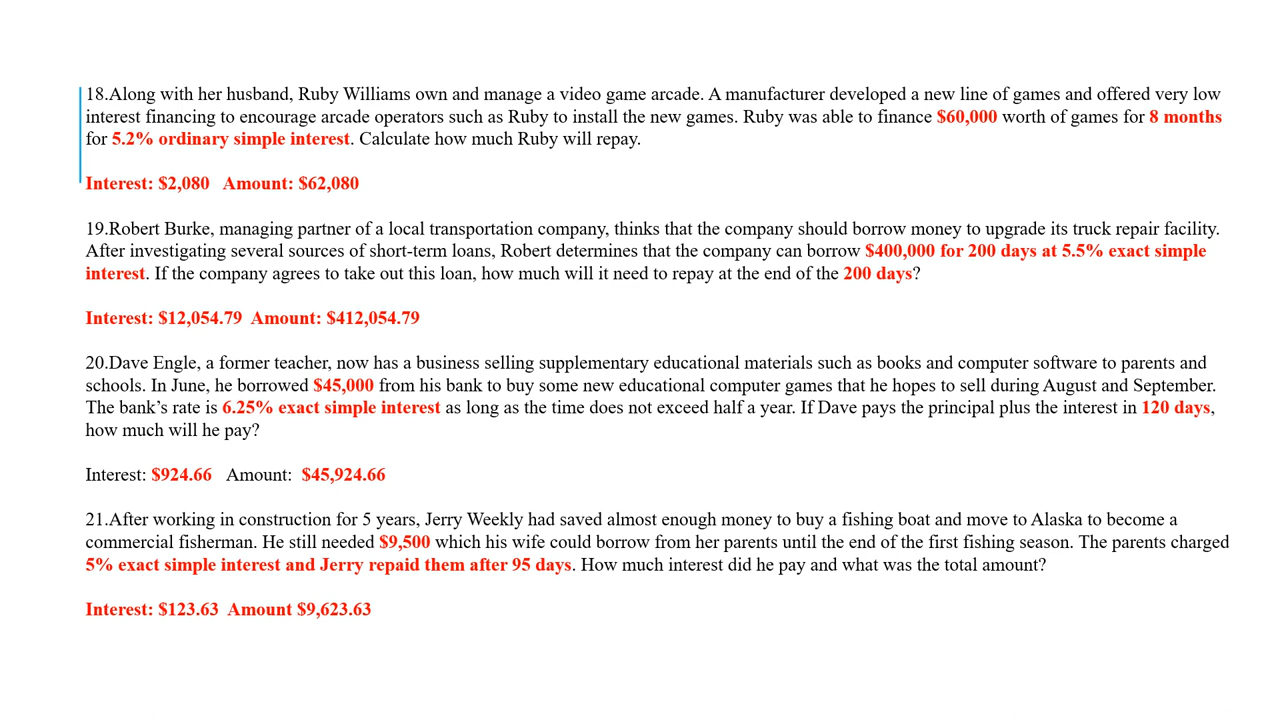 18.Along with her husband, Ruby Williams own and manage a video game arcade. A manufacturer developed a new line of games and offered very low
interest financing to encourage arcade operators such as Ruby to install the new games. Ruby was able to finance $60,000 worth of games for 8 months
for 5.2% ordinary simple interest. Calculate how much Ruby will repay.
Interest: $2,080 Amount: $62,080
19.Robert Burke, managing partner of a local transportation company, thinks that the company should borrow money to upgrade its truck repair facility.
After investigating several sources of short-term loans, Robert determines that the company can borrow $400,000 for 200 days at 5.5% exact simple
interest. If the company agrees to take out this loan, how much will it need to repay at the end of the 200 days?
Interest: $12,054.79 Amount: $412,054.79
20.Dave Engle, a former teacher, now has a business selling supplementary educational materials such as books and computer software to parents and
schools. In June, he borrowed $45,000 from his bank to buy some new educational computer games that he hopes to sell during August and September.
The bank’s rate is 6.25% exact simple interest as long as the time does not exceed half a year. If Dave pays the principal plus the interest in 120 days,
how much will he pay?
Interest: $924.66 Amount: $45,924.66
21.After working in construction for 5 years, Jerry Weekly had saved almost enough money to buy a fishing boat and move to Alaska to become a
commercial fisherman. He still needed $9,500 which his wife could borrow from her parents until the end of the first fishing season. The parents charged
5% exact simple interest and Jerry repaid them after 95 days. How much interest did he pay and what was the total amount?
Interest: $123.63 Amount $9,623.63